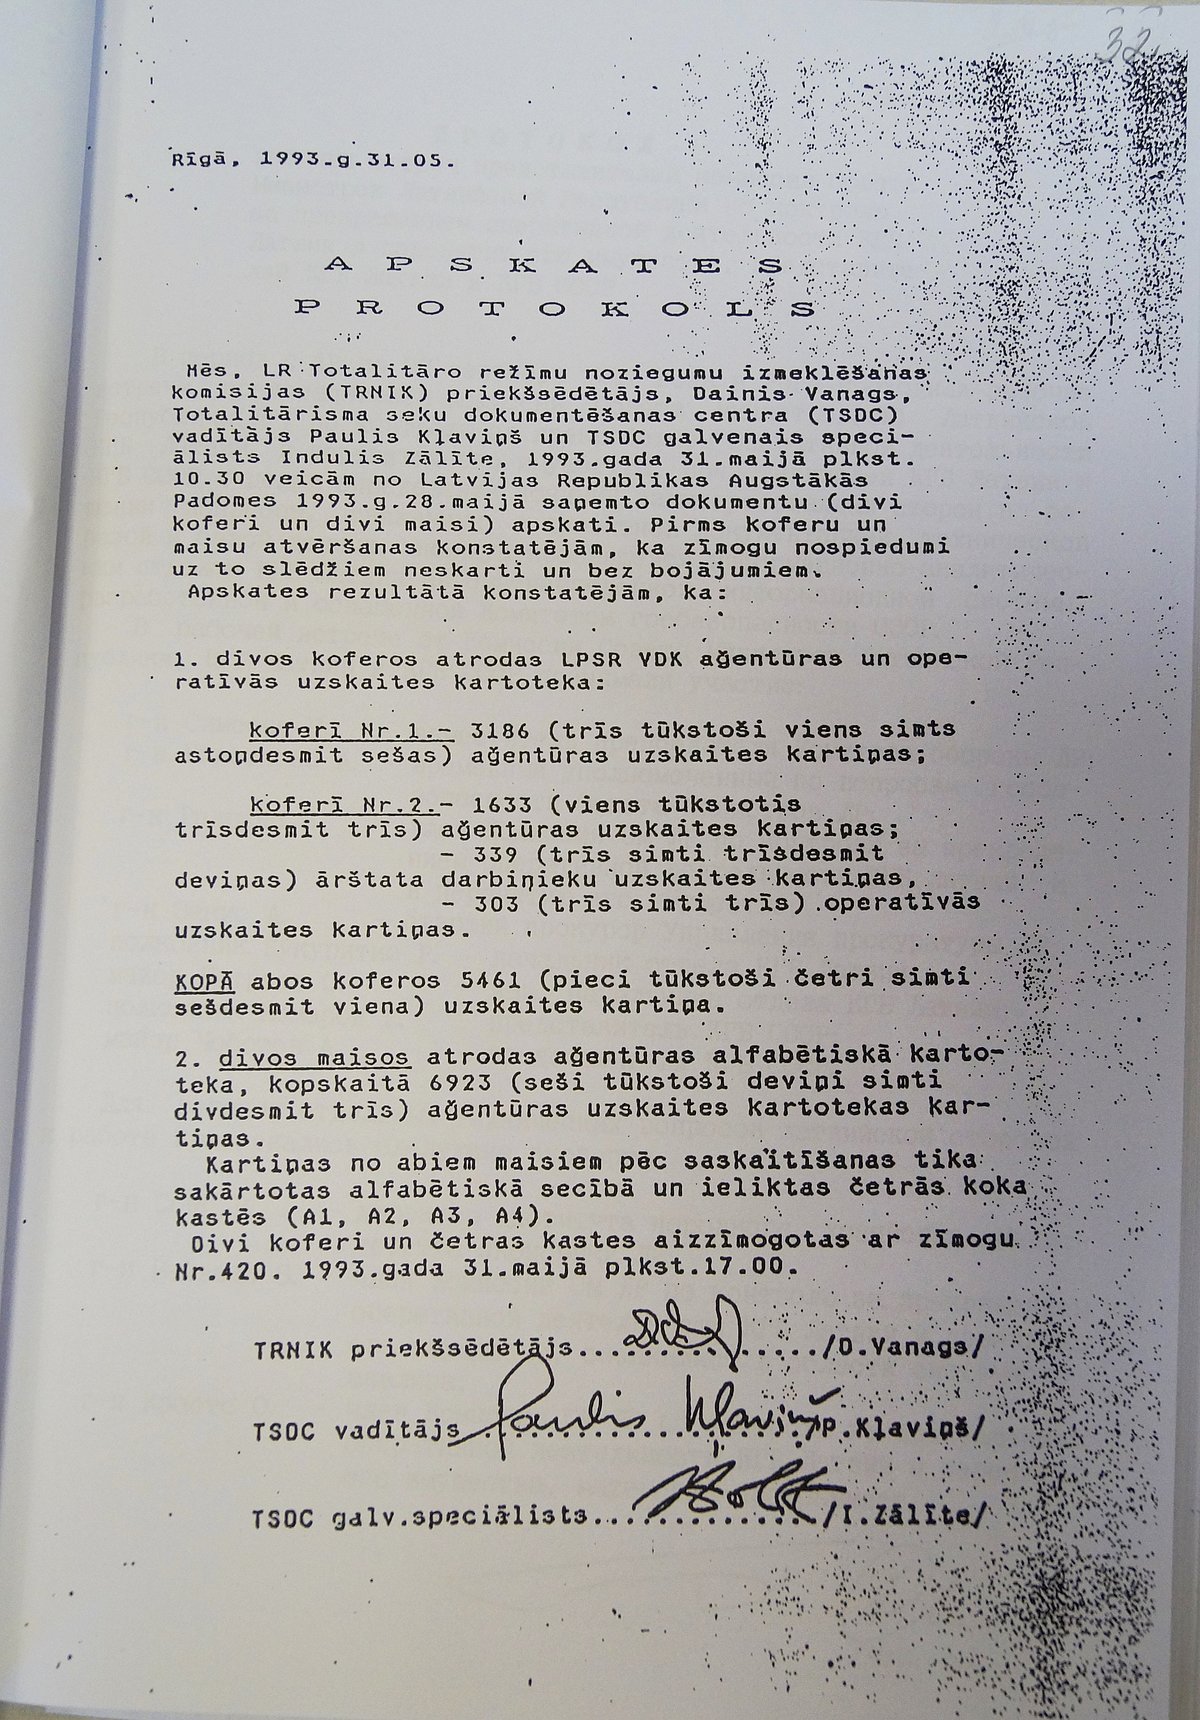 32.
Rīgā, 1993.g.31.05.
A P S K A T E S
P R O T O K O L S
Mēs, LR Totalitāro režīmu noziegumu izmeklēšanas
komisijas (TRNIK) priekšsēdētājs, Dainis Vanags,
Totalitārisma seku dokumentēšanas centra (TSDC)
vadītājs Paulis Kļaviņš un TSDC galvenais speci-
ālists Indulis Zālīte, 1993.gada 31.maijā plkst.
10.30 veicām no Latvijas Republikas Augstākās
Padomes 1993.g.28.maijā saņemto dokumentu (divi
koferi un divi maisi) apskati. Pirms koferu un
maisu atvēršanas konstatējām, ka zīmogu nospiedumi
uz to slēdžiem neskarti un bez bojājumiem.
Apskates rezultātā konstatējām, ka:
1. divos koferos atrodas LPSR VDK aģentūras un ope-
ratīvās uzskaites kartoteka:
koferī Nr.1.- 3186 (trīs tūkstoši viens simts
astoņdesmit sešas) aģentūras uzskaites kartiņas;
koferī Nr.2.- 1633 (viens tūkstotis
trīsdesmit trīs) aģentūras uzskaites kartiņas;
- 339 (trīs simti trīsdesmit
deviņas) ārštata darbinieku uzskaites kartiņas,
- 303 (trīs simti trīs) operatīvās
uzskaites kartiņas.
KOPĀ abos koferos 5461 (pieci tūkstoši četri simti
sešdesmit viena) uzskaites kartiņa.
2. divos maisos atrodas aģentūras alfabētiskā karto-
teka, kopskaitā 6923 (seši tūkstoši deviņi simti
divdesmit trīs) aģentūras uzskaites kartotekas kar-
tiņas.
Kartiņas no abiem maisiem pēc saskaitīšanas tika
sakārtotas alfabētiskā secībā un ieliktas četrās koka
kastēs (A1, A2, A3, A4).
Divi koferi un četras kastes aizzīmogotas ar zīmogu
Nr.420. 1993.gada 31.maijā plkst.17.00.
TRNIK priekšsēdētājs............../D.Vanags/
TSDC vadītājs Paulis Kļaviņš /P.Kļaviņš/
TSDC galv.speciālists............../I.Zālīte/